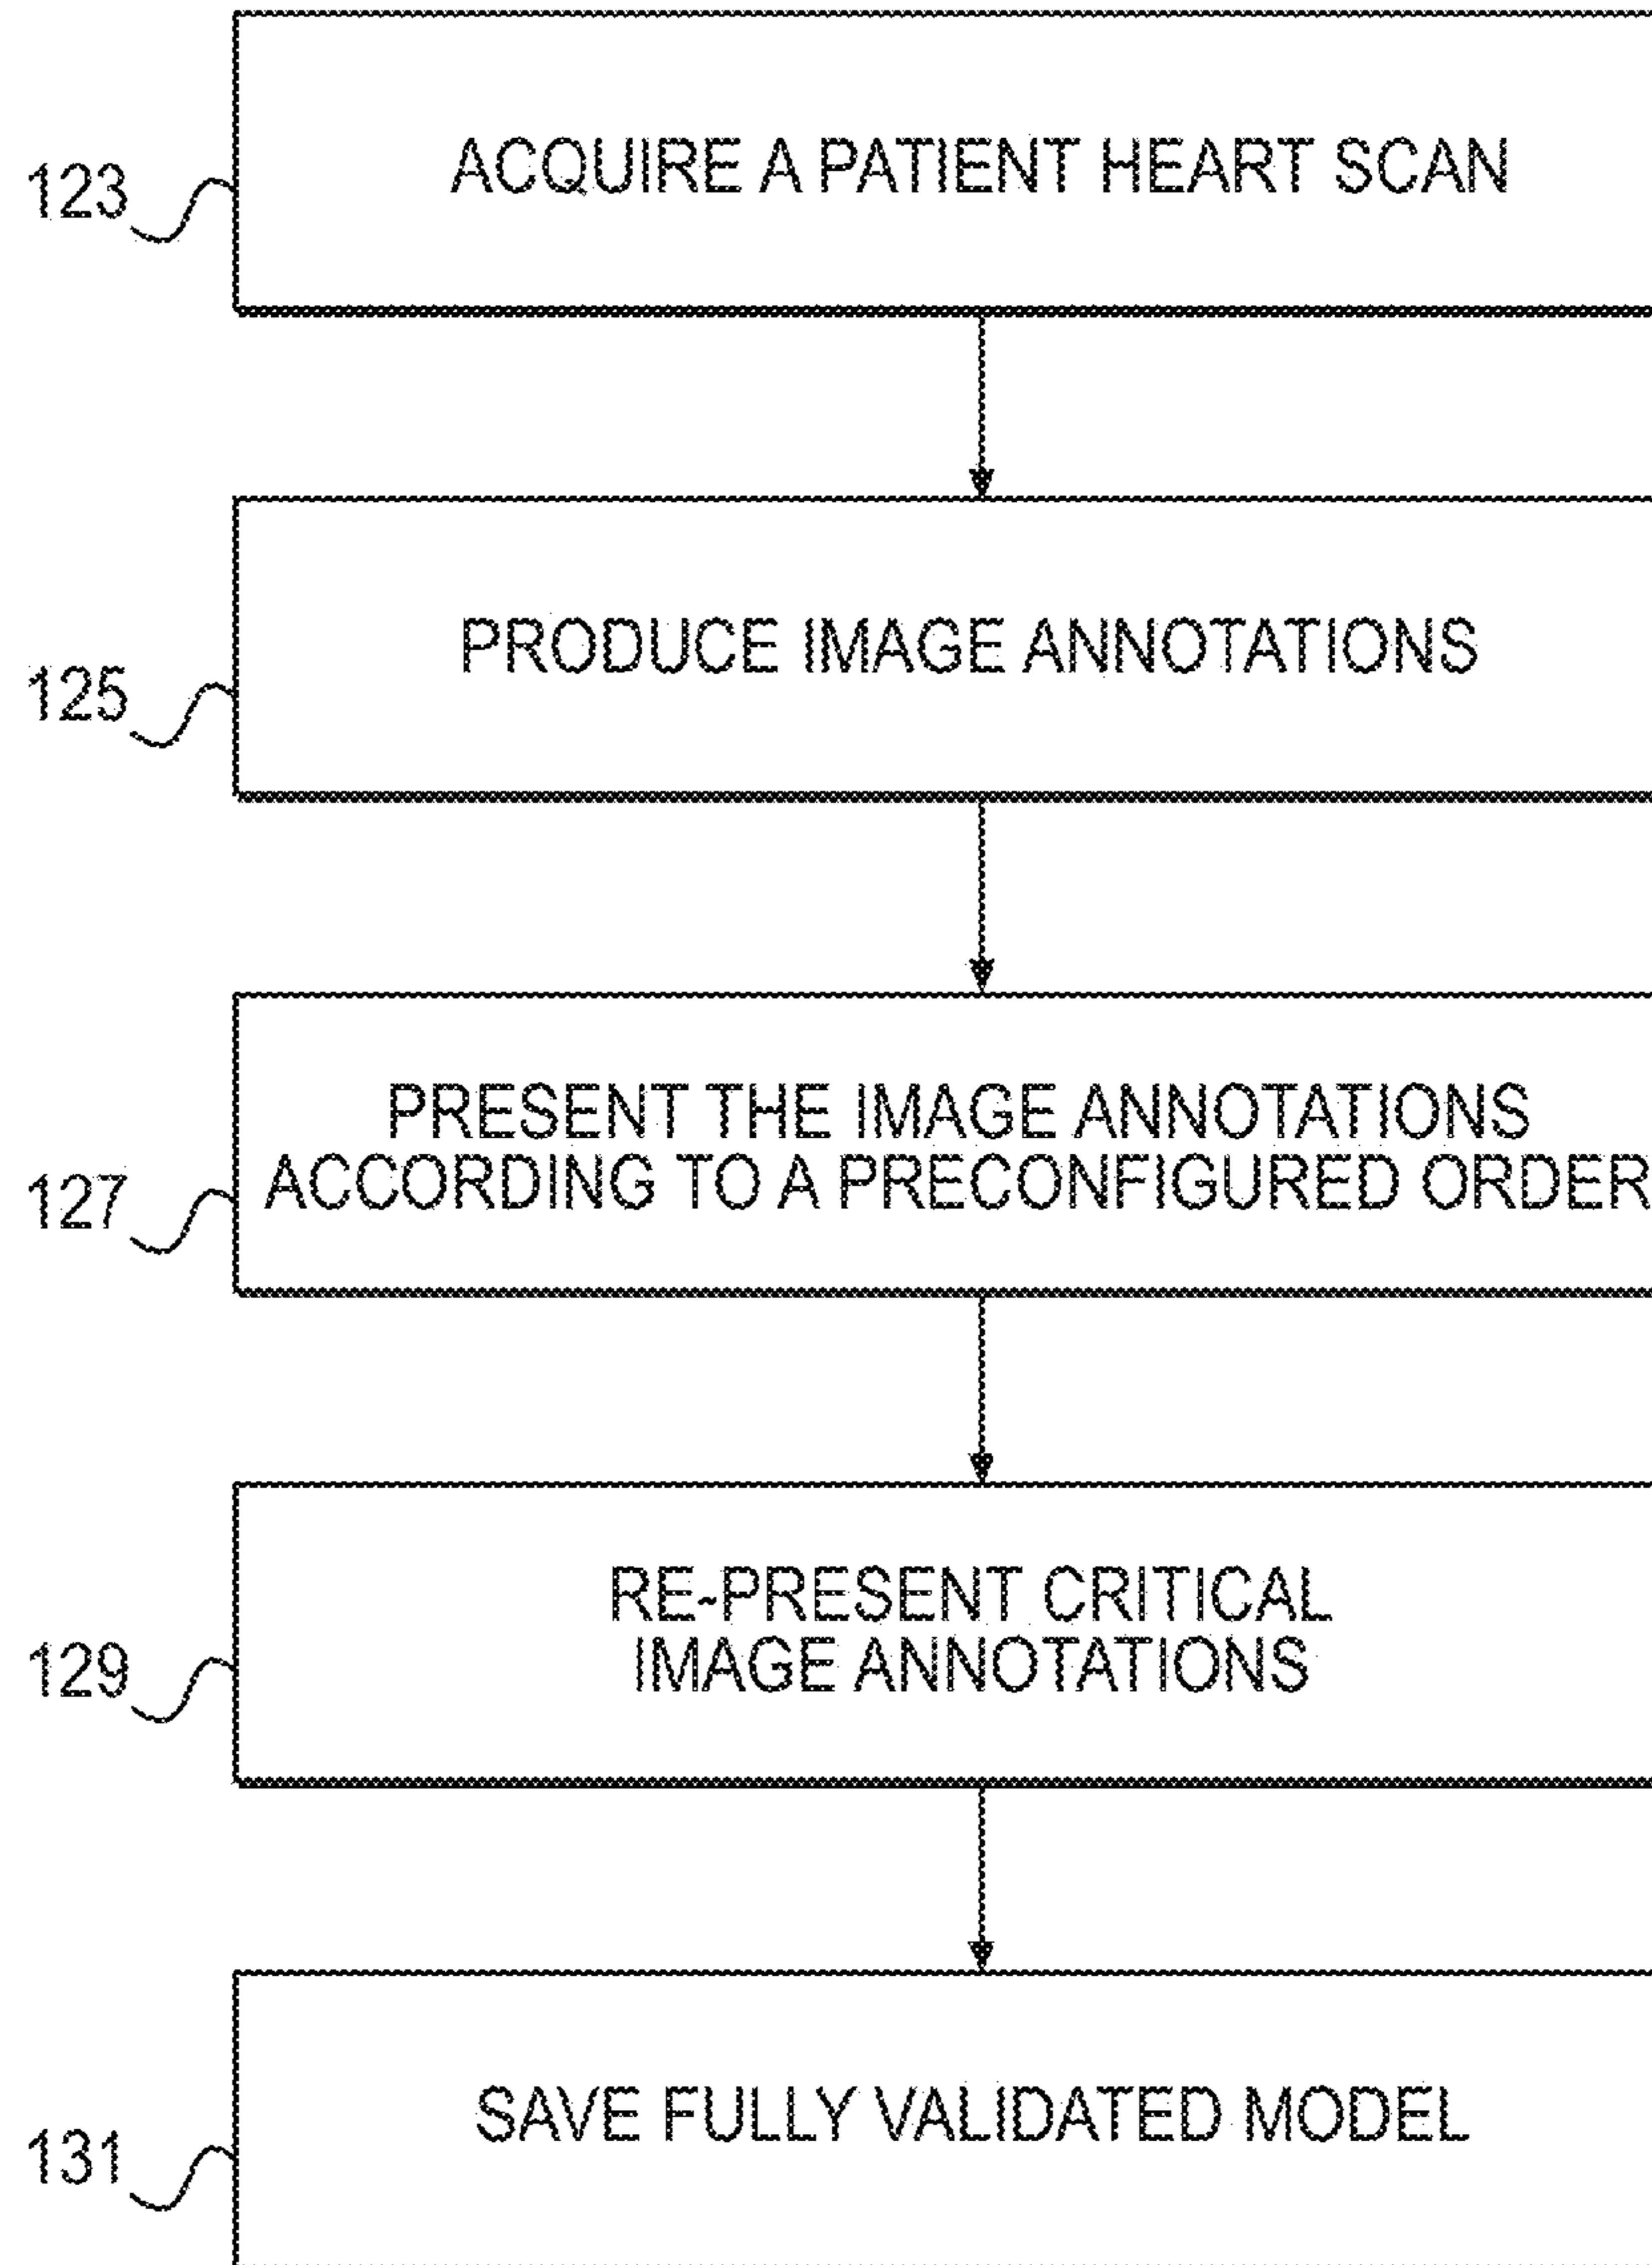 123
ACQUIRE A PATIENT HEART SCAN
125
PRODUCE IMAGE ANNOTATIONS
127
PRESENT THE IMAGE ANNOTATIONS
ACCORDING TO A PRECONFIGURED ORDER
129
RE-PRESENT CRITICAL
IMAGE ANNOTATIONS
131
SAVE FULLY VALIDATED MODEL